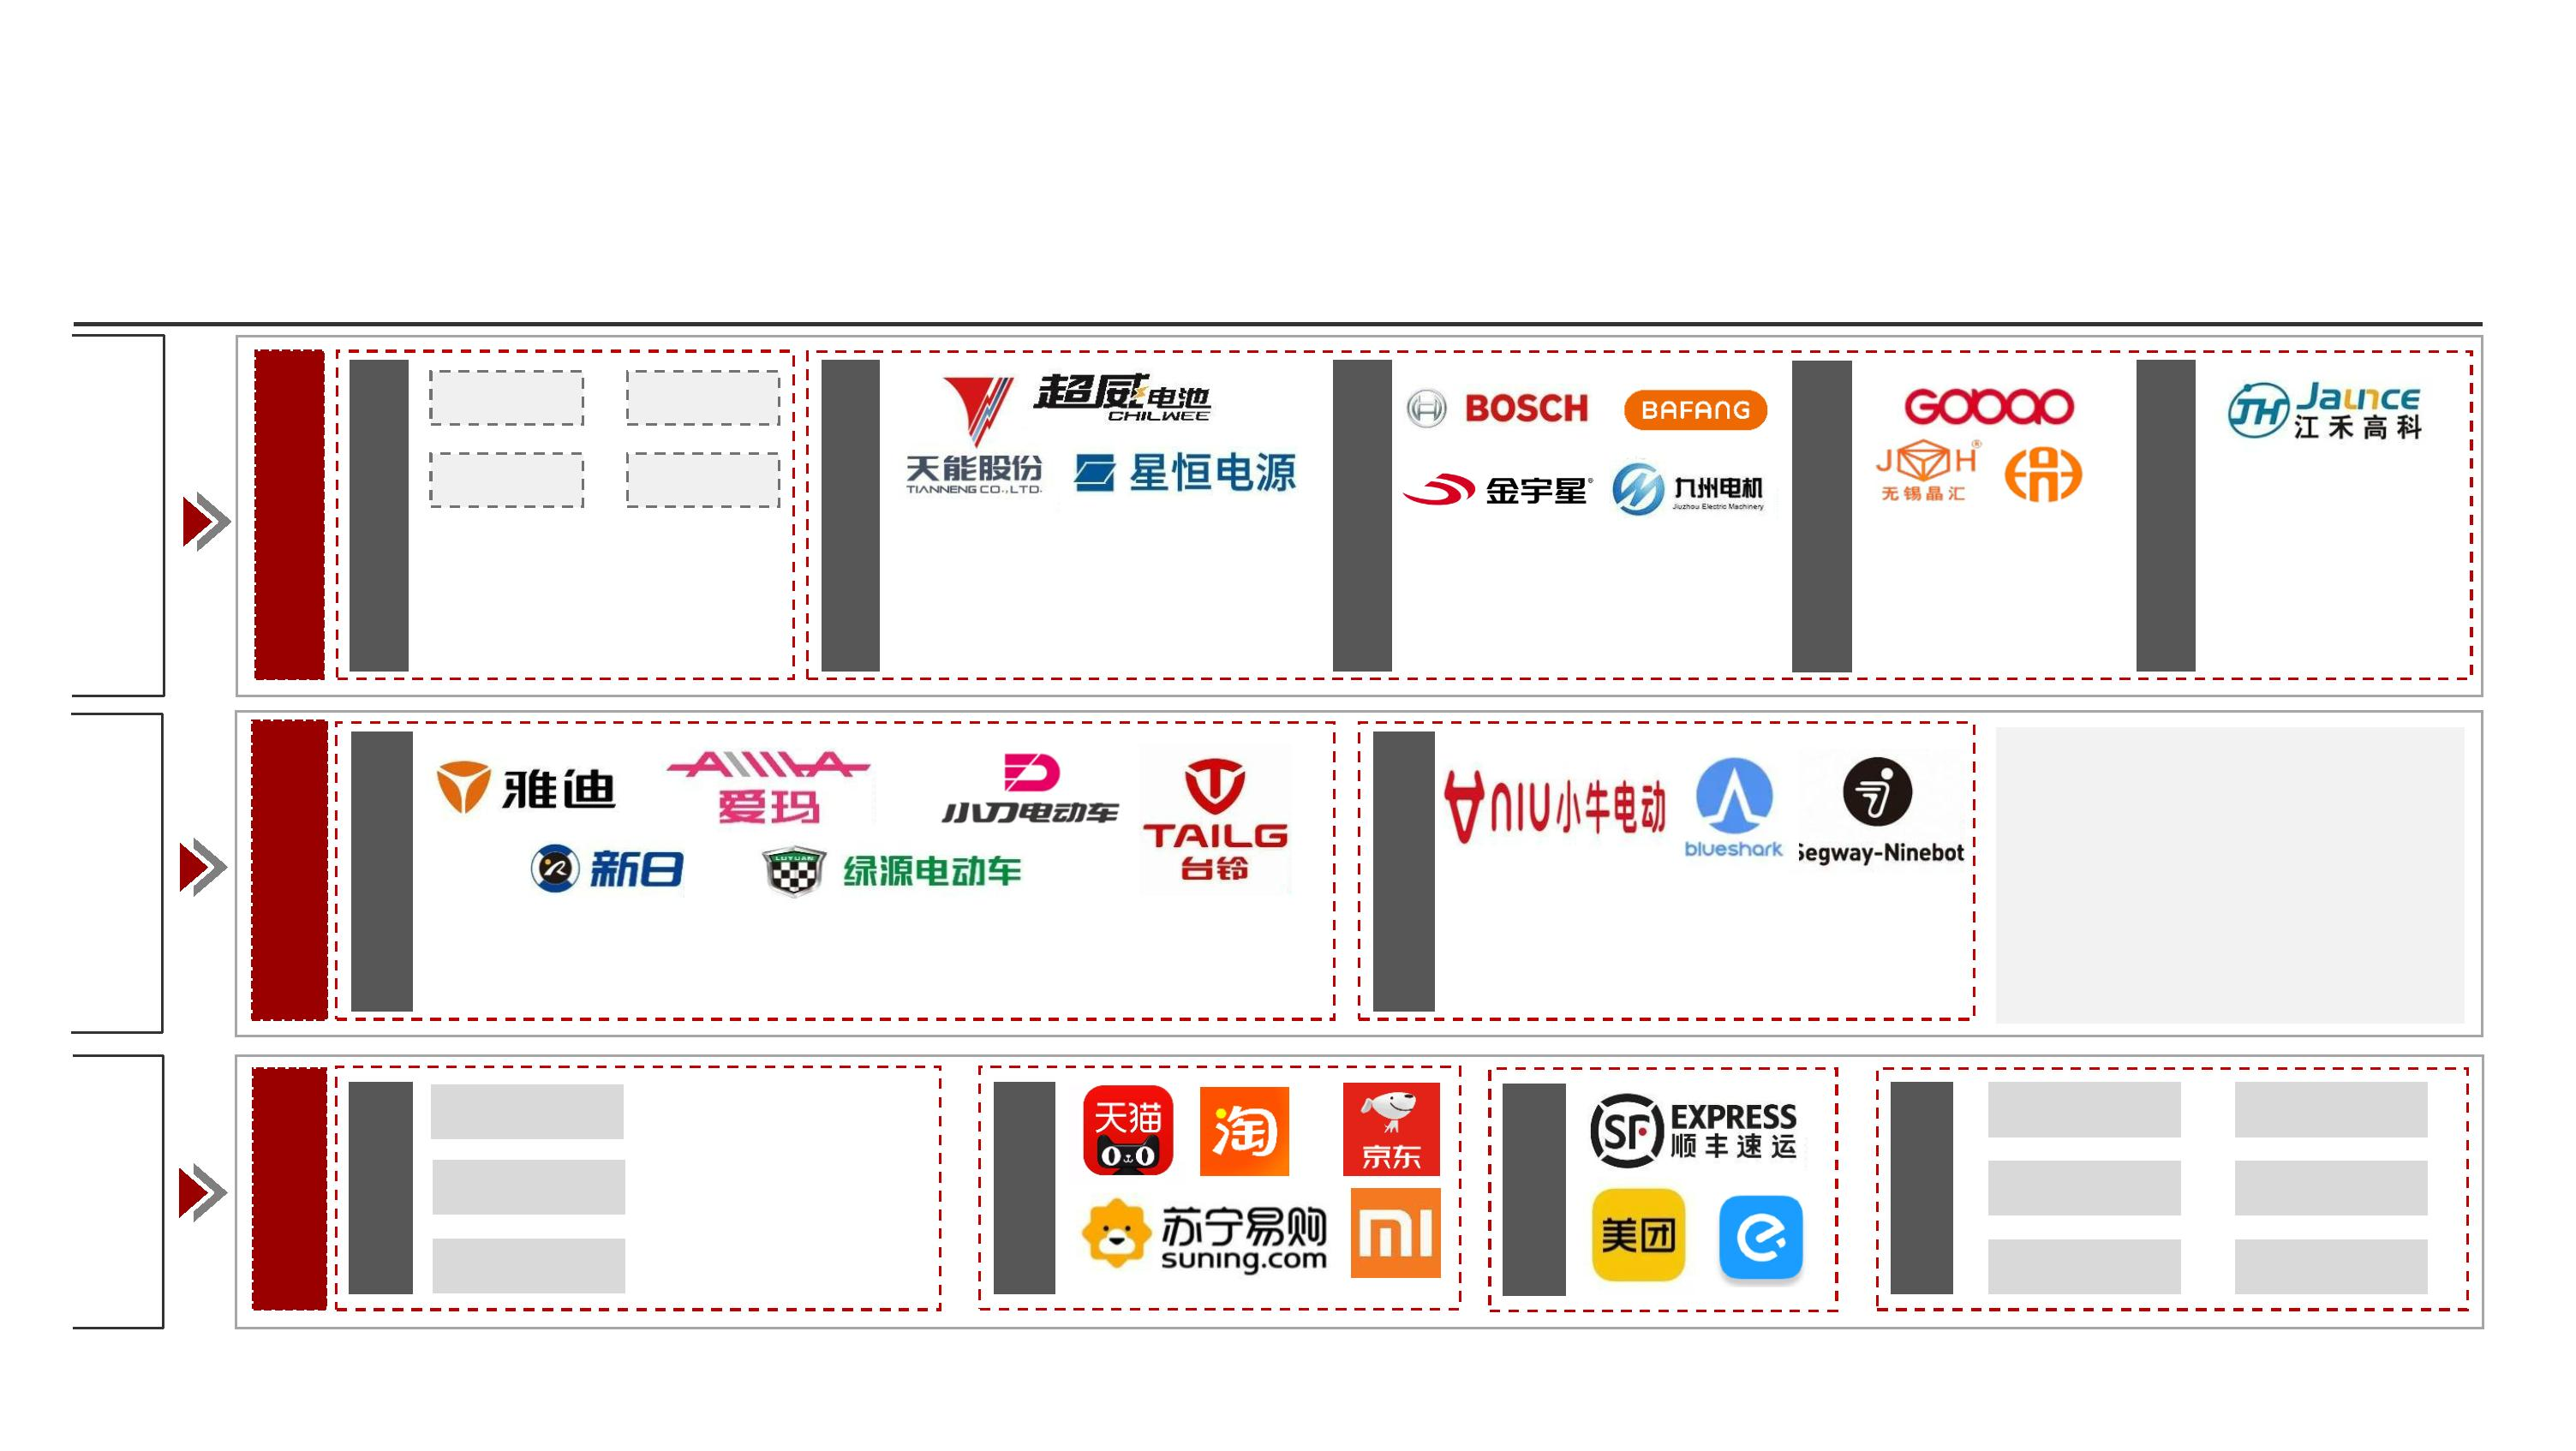 超威电池
CHILWEE
天能股份
TIANNENG CO.,LTD.
星恒电源
BOSCH
BAFANG
金宇星®
九州电机
Jiuzhou Electric Machinery
GOBAO
JH®
无锡晶汇
JH
Jaunce
江禾高科
雅迪
AIMA
爱玛
小刀电动车
TAILG
台铃
新日
LUYUAN
绿源电动车
NIU小牛电动
blueshark
Segway-Ninebot
天猫
淘
京东
苏宁易购
suning.com
mi
SF EXPRESS
顺丰速运
美团
e